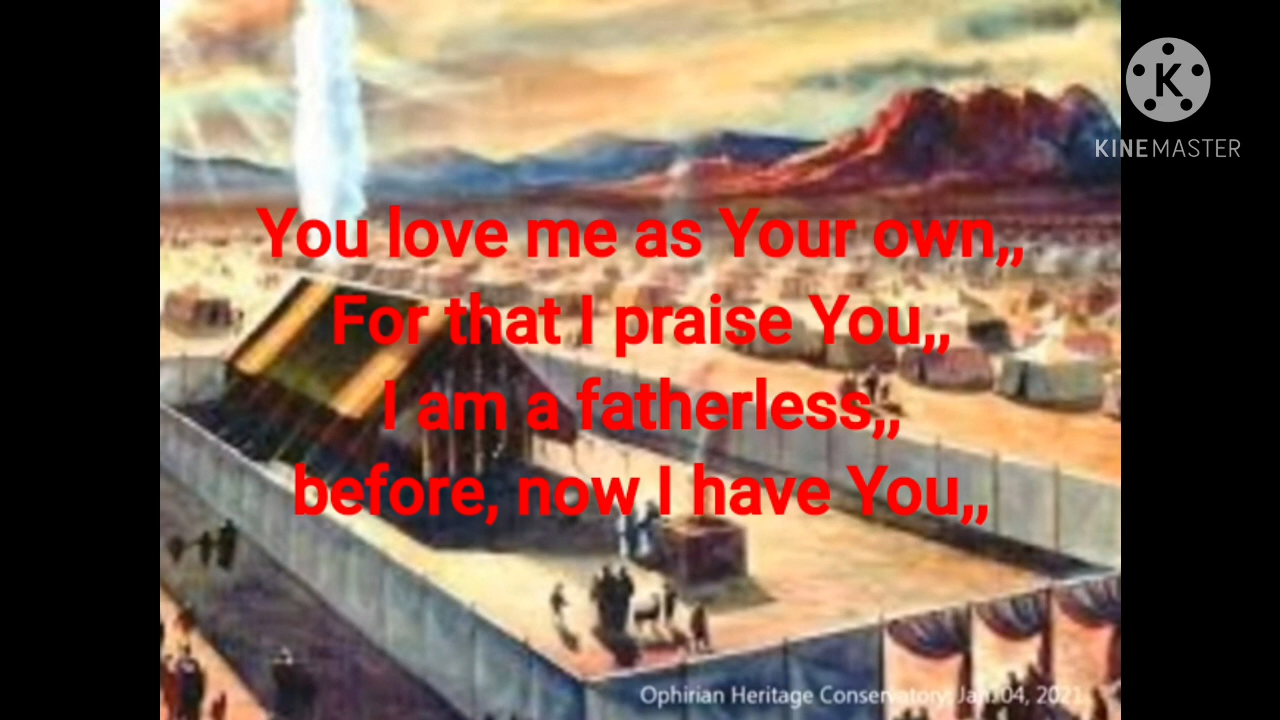 KINEMASTER
You love me as Your own,,
For that I praise You,,
I am a fatherless,,
before, now I have You,,
Ophirian Heritage Conservatory, Jan. 04, 2021